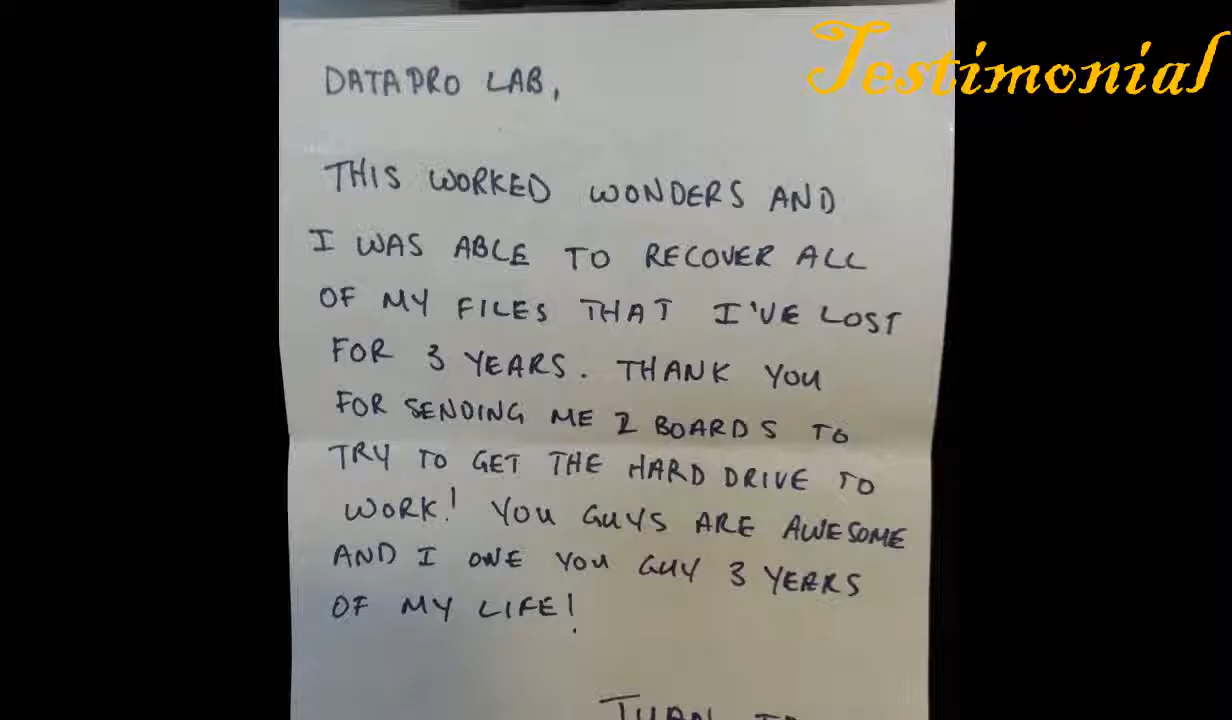 Testimonial
DATAPRO LAB,
THIS WORKED WONDERS AND
I WAS ABLE TO RECOVER ALL
OF MY FILES THAT I'VE LOST
FOR 3 YEARS. THANK YOU
FOR SENDING ME 2 BOARDS TO
TRY TO GET THE HARD DRIVE TO
WORK! YOU GUYS ARE AWESOME
AND I OWE YOU GUY 3 YEARS
OF MY LIFE!